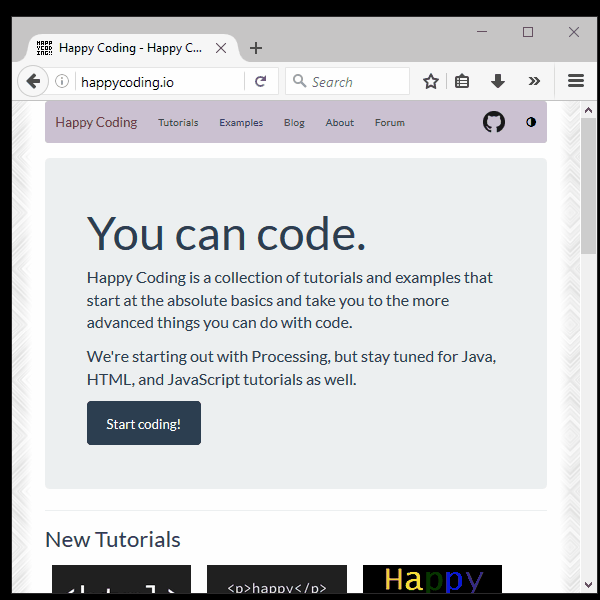 HAPPY CODING!!
Happy Coding - Happy C...
happycoding.io
Search
Happy Coding Tutorials Examples Blog About Forum
You can code.
Happy Coding is a collection of tutorials and examples that
start at the absolute basics and take you to the more
advanced things you can do with code.
We're starting out with Processing, but stay tuned for Java,
HTML, and JavaScript tutorials as well.
Start coding!
New Tutorials
<html>
<p>happy</p>
Happy